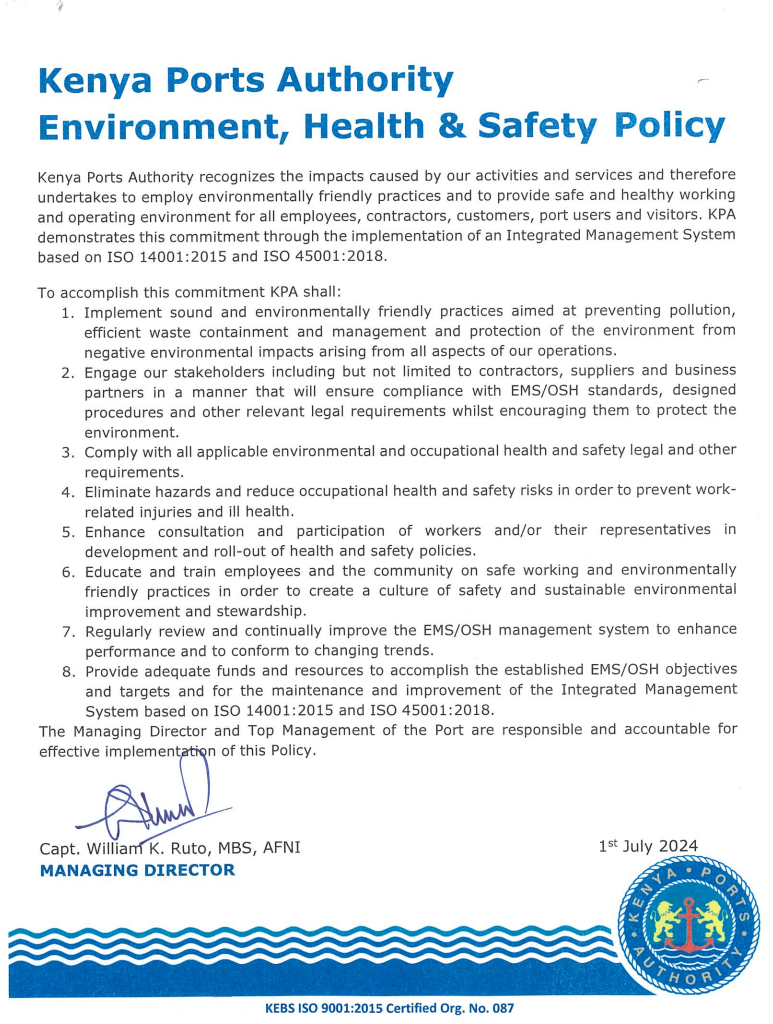 Kenya Ports Authority
Environment, Health & Safety Policy
Kenya Ports Authority recognizes the impacts caused by our activities and services and therefore
undertakes to employ environmentally friendly practices and to provide safe and healthy working
and operating environment for all employees, contractors, customers, port users and visitors. KPA
demonstrates this commitment through the implementation of an Integrated Management System
based on ISO 14001:2015 and ISO 45001:2018.
To accomplish this commitment KPA shall:
1. Implement sound and environmentally friendly practices aimed at preventing pollution,
efficient waste containment and management and protection of the environment from
negative environmental impacts arising from all aspects of our operations.
2. Engage our stakeholders including but not limited to contractors, suppliers and business
partners in a manner that will ensure compliance with EMS/OSH standards, designed
procedures and other relevant legal requirements whilst encouraging them to protect the
environment.
3. Comply with all applicable environmental and occupational health and safety legal and other
requirements.
4. Eliminate hazards and reduce occupational health and safety risks in order to prevent work-
related injuries and ill health.
5. Enhance consultation and participation of workers and/or their representatives in
development and roll-out of health and safety policies.
6. Educate and train employees and the community on safe working and environmentally
friendly practices in order to create a culture of safety and sustainable environmental
improvement and stewardship.
7. Regularly review and continually improve the EMS/OSH management system to enhance
performance and to conform to changing trends.
8. Provide adequate funds and resources to accomplish the established EMS/OSH objectives
and targets and for the maintenance and improvement of the Integrated Management
System based on ISO 14001:2015 and ISO 45001:2018.
The Managing Director and Top Management of the Port are responsible and accountable for
effective implementation of this Policy.
Capt. William K. Ruto, MBS, AFNI
1st July 2024
MANAGING DIRECTOR
KENYA • PORTS • AUTHORITY •
KEBS ISO 9001:2015 Certified Org. No. 087